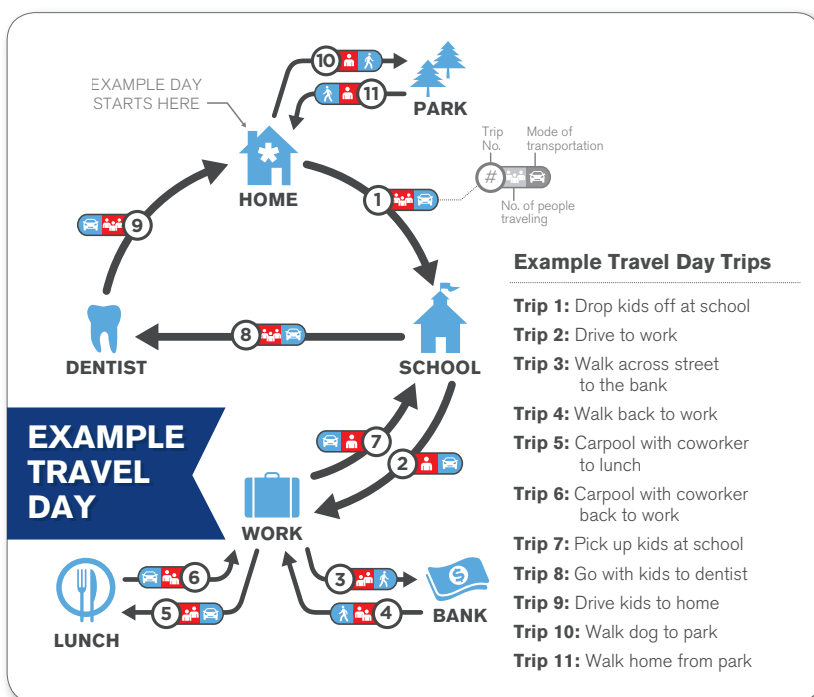 EXAMPLE DAY
STARTS HERE
10
11
PARK
HOME
1
Trip
No.
Mode of
transportation
#
No. of people
traveling
9
8
DENTIST
SCHOOL
7
2
EXAMPLE
TRAVEL
DAY
WORK
6
5
LUNCH
3
4
$
BANK
Example Travel Day Trips
Trip 1: Drop kids off at school
Trip 2: Drive to work
Trip 3: Walk across street
to the bank
Trip 4: Walk back to work
Trip 5: Carpool with coworker
to lunch
Trip 6: Carpool with coworker
back to work
Trip 7: Pick up kids at school
Trip 8: Go with kids to dentist
Trip 9: Drive kids to home
Trip 10: Walk dog to park
Trip 11: Walk home from park